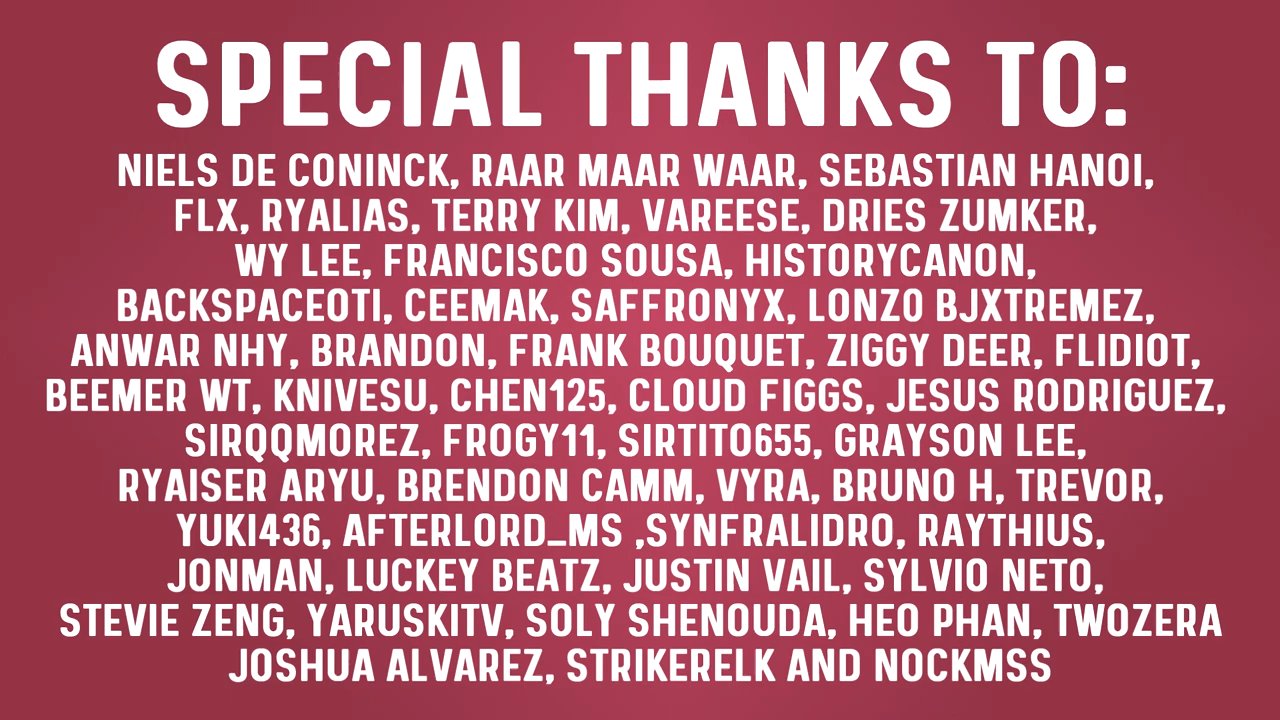 SPECIAL THANKS TO:
NIELS DE CONINCK, RAAR MAAR WAAR, SEBASTIAN HANOI,
FLX, RYALIAS, TERRY KIM, VAREESE, DRIES ZUMKER,
WY LEE, FRANCISCO SOUSA, HISTORYCANON,
BACKSPACEOTI, CEEMAK, SAFFRONYX, LONZO BJXTREMEZ,
ANWAR NHY, BRANDON, FRANK BOUQUET, ZIGGY DEER, FLIDIOT,
BEEMER WT, KNIVESU, CHEN125, CLOUD FIGGS, JESUS RODRIGUEZ,
SIRQQMOREZ, FROGY11, SIRTITO655, GRAYSON LEE,
RYAISER ARYU, BRENDON CAMM, VYRA, BRUNO H, TREVOR,
YUKI436, AFTERLORD_MS ,SYNFRALIDRO, RAYTHIUS,
JONMAN, LUCKEY BEATZ, JUSTIN VAIL, SYLVIO NETO,
STEVIE ZENG, YARUSKITV, SOLY SHENOUDA, HEO PHAN, TWOZERA
JOSHUA ALVAREZ, STRIKERELK AND NOCKMSS